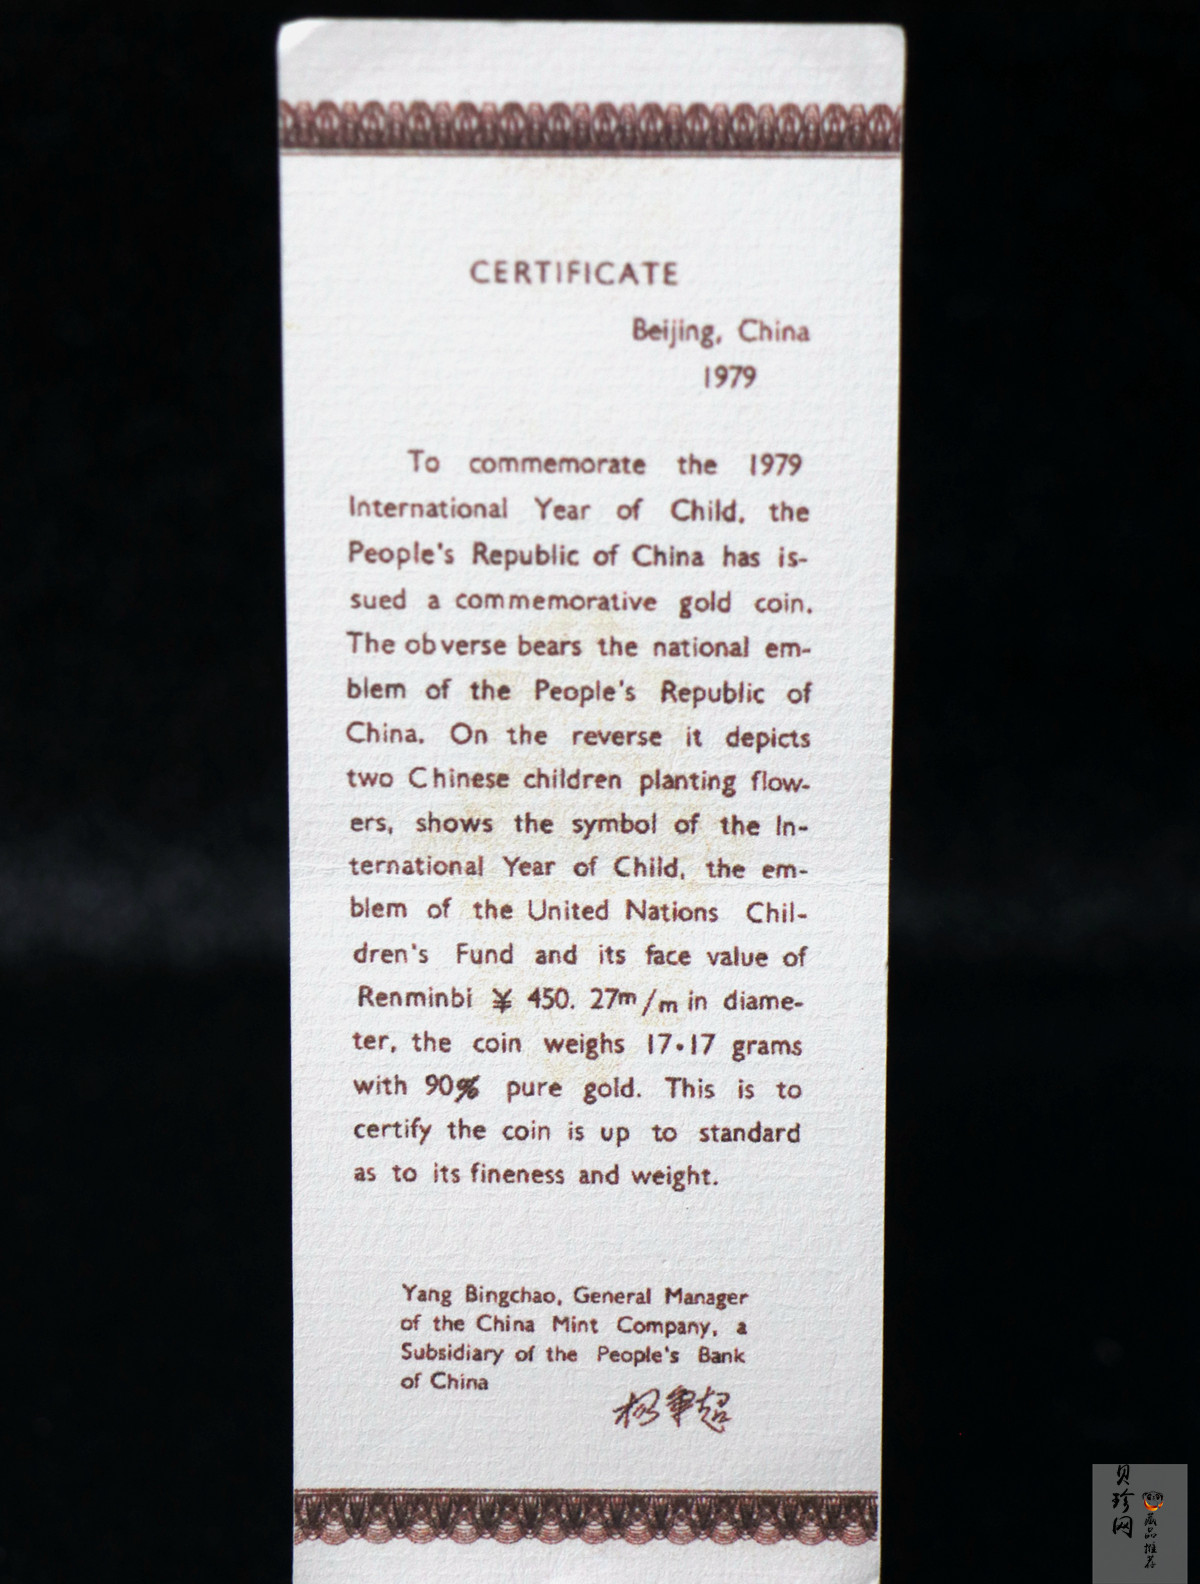 CERTIFICATE
Beijing, China
1979
To commemorate the 1979
International Year of Child, the
People's Republic of China has is-
sued a commemorative gold coin.
The obverse bears the national em-
blem of the People's Republic of
China. On the reverse it depicts
two Chinese children planting flow-
ers, shows the symbol of the In-
ternational Year of Child, the em-
blem of the United Nations Chil-
dren's Fund and its face value of
Renminbi ¥ 450. 27m/m in diame-
ter, the coin weighs 17·17 grams
with 90% pure gold. This is to
certify the coin is up to standard
as to its fineness and weight.
Yang Bingchao, General Manager
of the China Mint Company, a
Subsidiary of the People's Bank
of China
贝珍网
藏品推荐